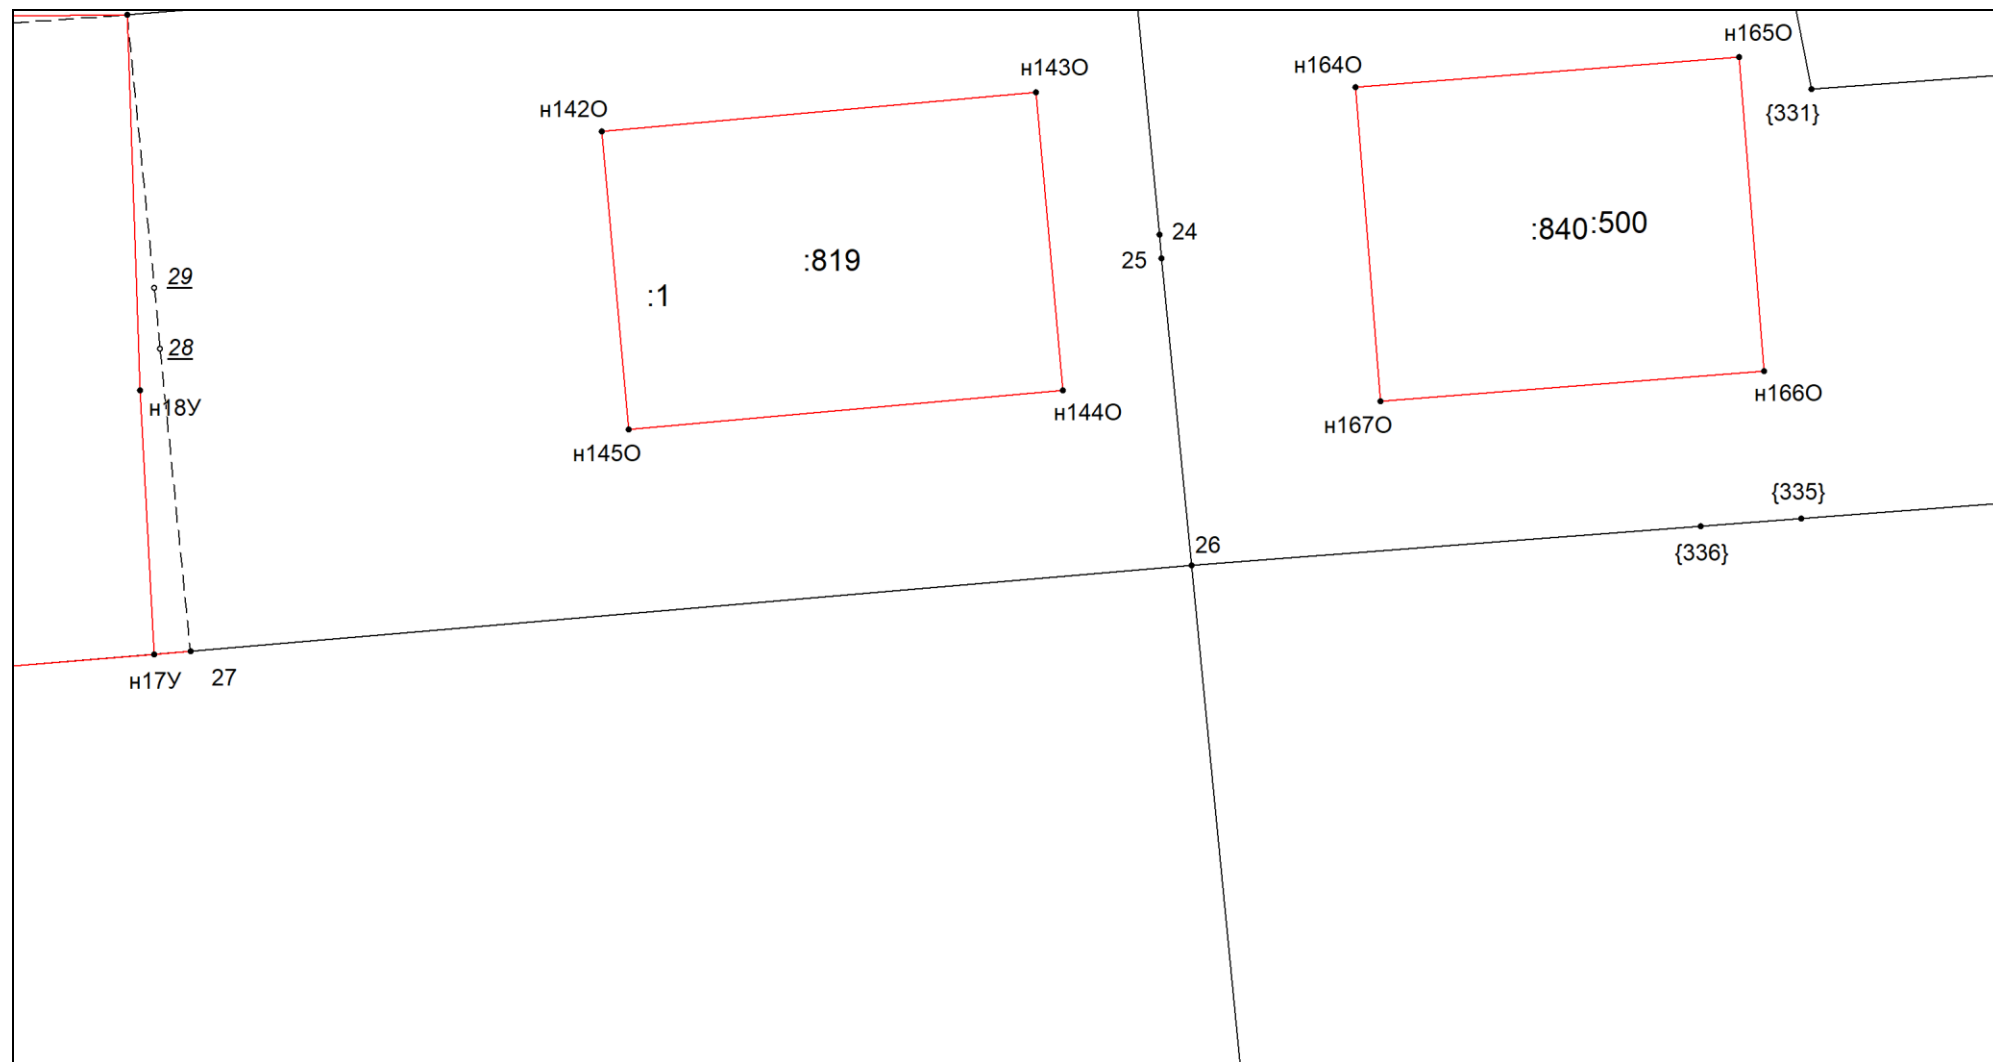 н165О
н164О
н143О
н142О
{331}
:840
:500
24
25
:819
29
:1
28
н166О
н18У
н144О
н167О
н145О
{335}
26
{336}
н17У
27